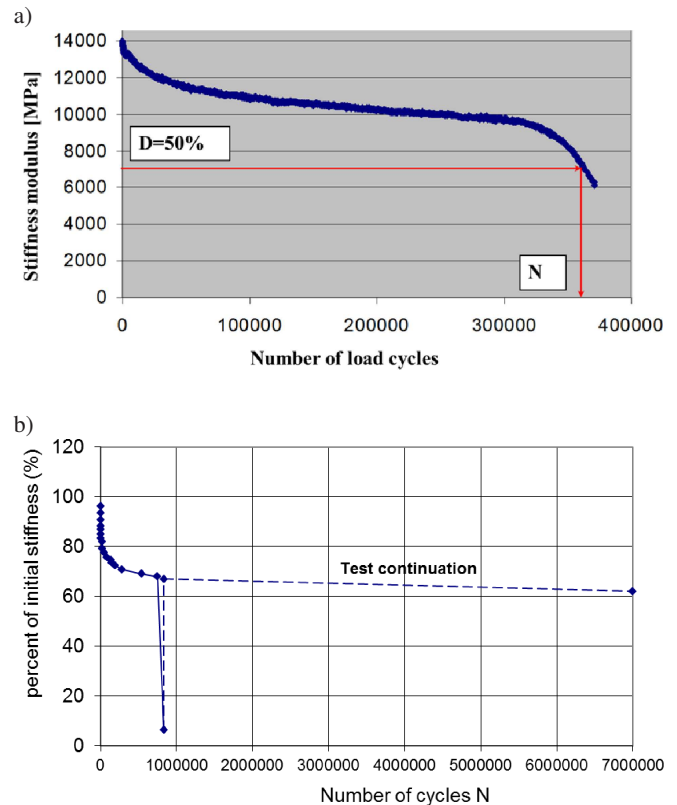 a)
14000
12000
10000
8000
6000
4000
2000
0
Stiffness modulus [MPa]
D=50%
N
0 100000 200000 300000 400000
Number of load cycles
b)
120
100
80
60
40
20
0
percent of initial stiffness (%)
Test continuation
0 1000000 2000000 3000000 4000000 5000000 6000000 7000000
Number of cycles N